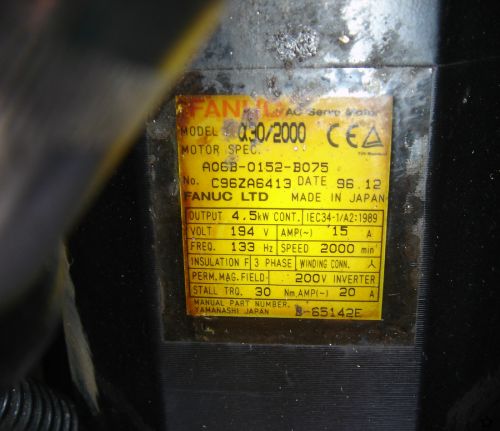 FANUC AC Servo Motor
MODEL α30/2000 CE
MOTOR SPEC.
A06B-0152-B075
No. C96ZA6413 DATE 96.12
FANUC LTD MADE IN JAPAN
OUTPUT 4.5kW CONT. IEC34-1/A2:1989
VOLT 194 V AMP(~) 15 A
FREQ. 133 Hz SPEED 2000 min⁻¹
INSULATION F 3 PHASE WINDING CONN. 人
PERM.MAG.FIELD 200V INVERTER
STALL TRQ. 30 Nm,AMP(~) 20 A
MANUAL PART NUMBER.
YAMANASHI JAPAN B-65142E